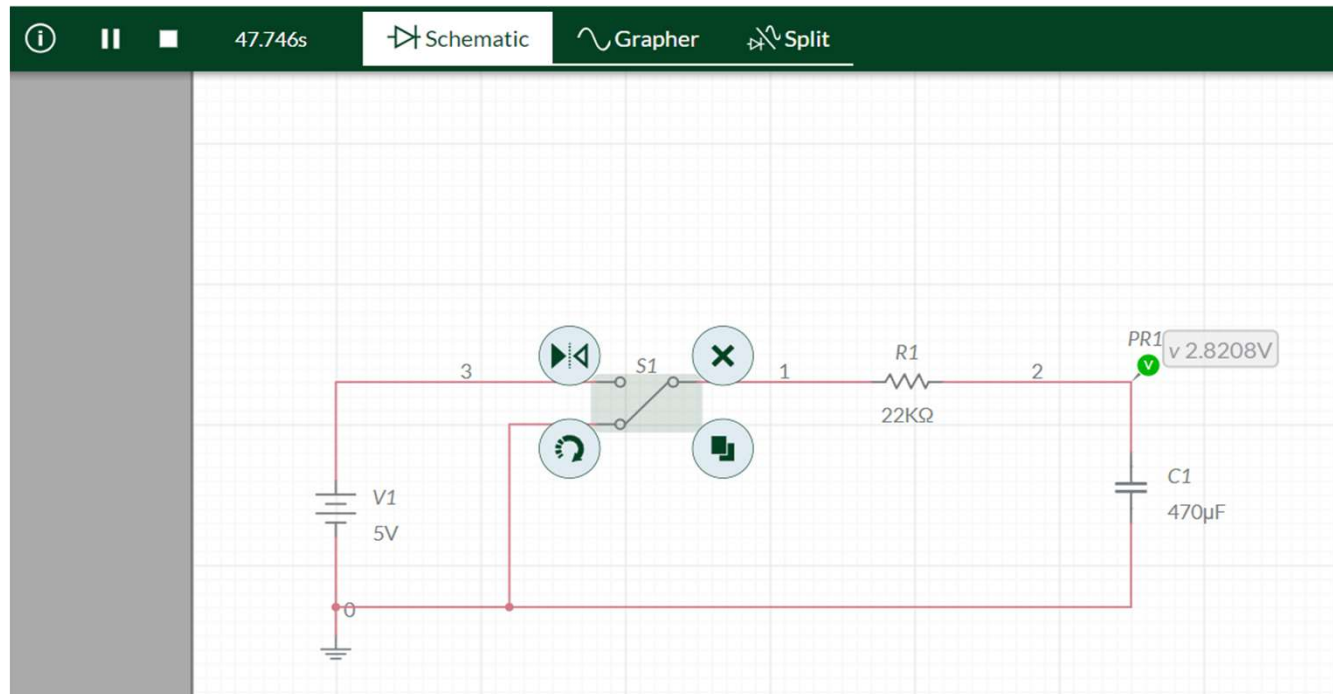 47.746s Schematic Grapher Split
PR1 v 2.8208V
V
3 S1 1 R1 2
22KΩ
C1
V1 470μF
5V
0